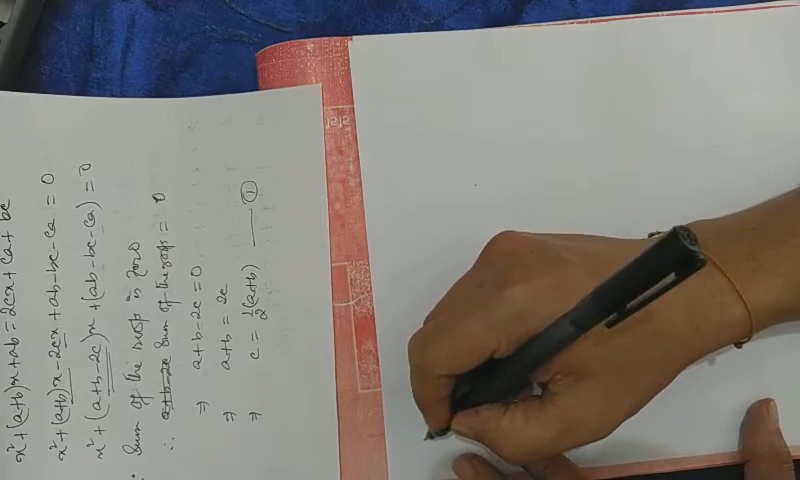 x² + (a+b)x + ab = 2cx + ca + bc
x² + (a+b)x - 2cx + ab - bc - ca = 0
x² + (a+b-2c)x + (ab - bc - ca) = 0
Sum of the roots is zero
∴ a+b-2c Sum of the roots = 0
⇒ a+b-2c = 0
⇒ a+b = 2c
⇒ c = 1/2(a+b) — ①